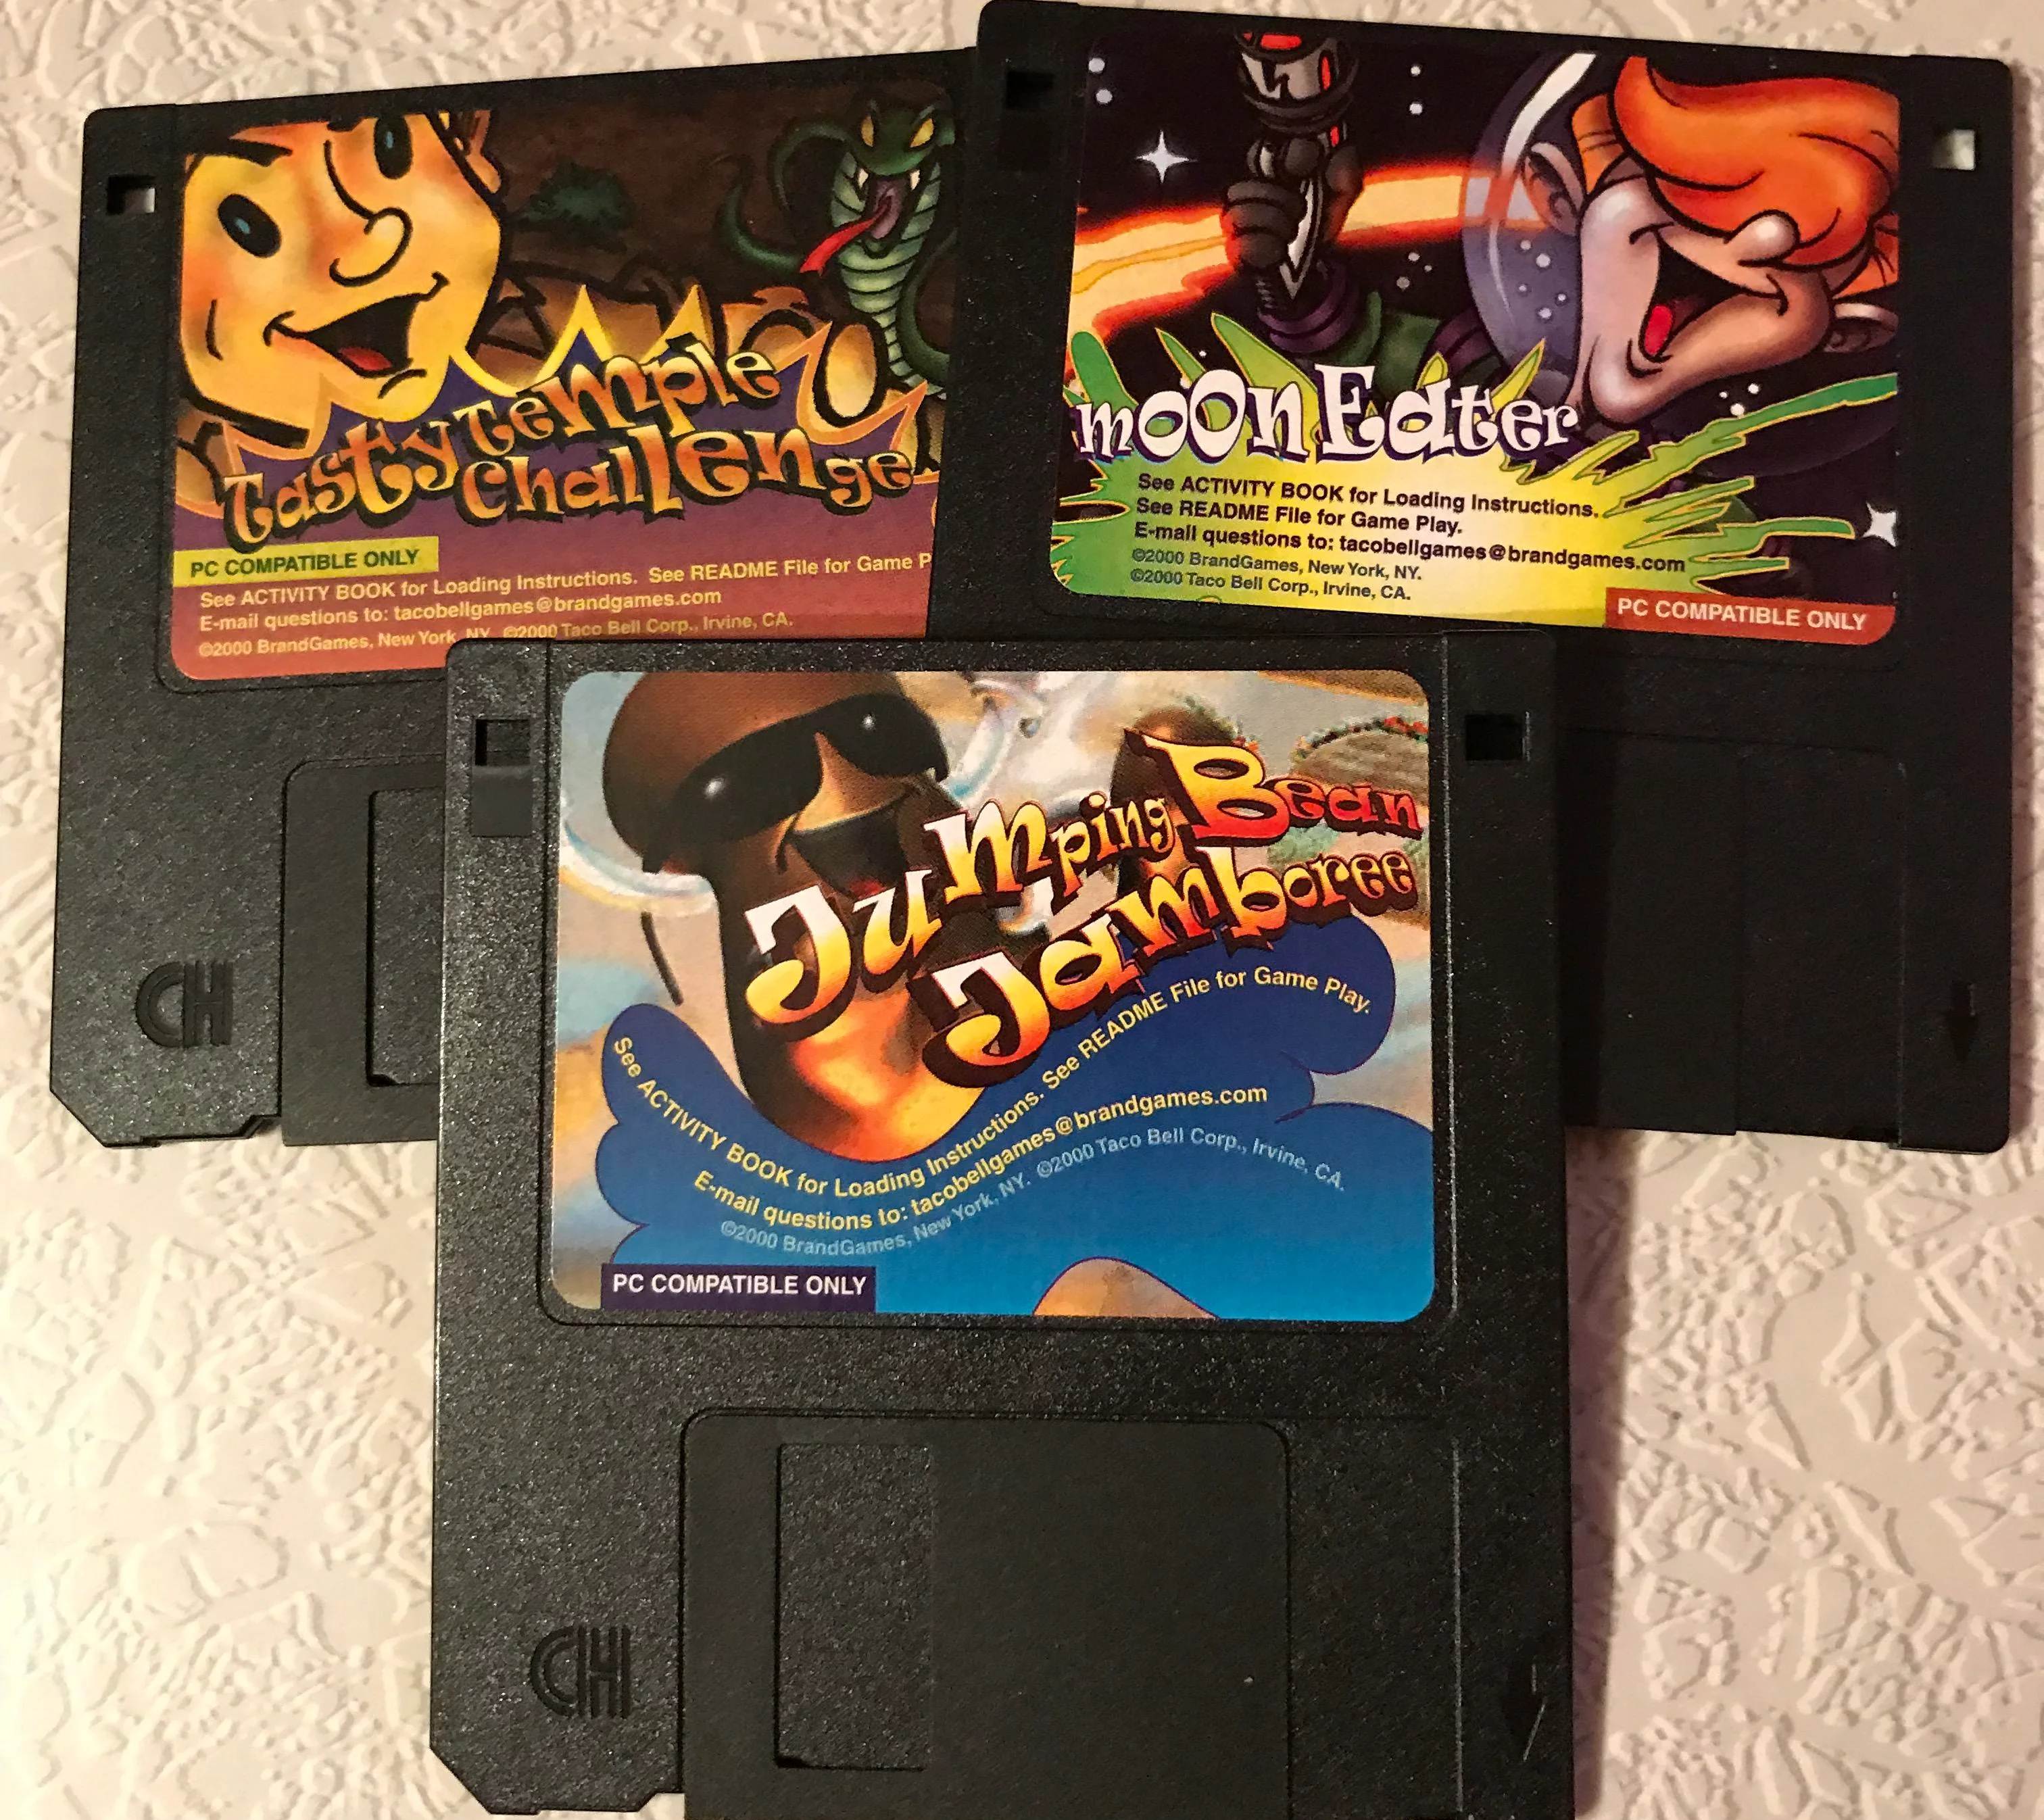 Tasty Temple
Challenge
PC COMPATIBLE ONLY
See ACTIVITY BOOK for Loading Instructions. See README File for Game P
E-mail questions to: tacobellgames@brandgames.com
©2000 BrandGames, New York, NY. ©2000 Taco Bell Corp., Irvine, CA.
CH
moon Eater
See ACTIVITY BOOK for Loading Instructions.
See README File for Game Play.
E-mail questions to: tacobellgames@brandgames.com
©2000 BrandGames, New York, NY.
©2000 Taco Bell Corp., Irvine, CA.
PC COMPATIBLE ONLY
Jumping Bean
Jamboree
See ACTIVITY BOOK for Loading Instructions. See README File for Game Play.
E-mail questions to: tacobellgames@brandgames.com
©2000 BrandGames, New York, NY. ©2000 Taco Bell Corp., Irvine, CA.
PC COMPATIBLE ONLY
CH